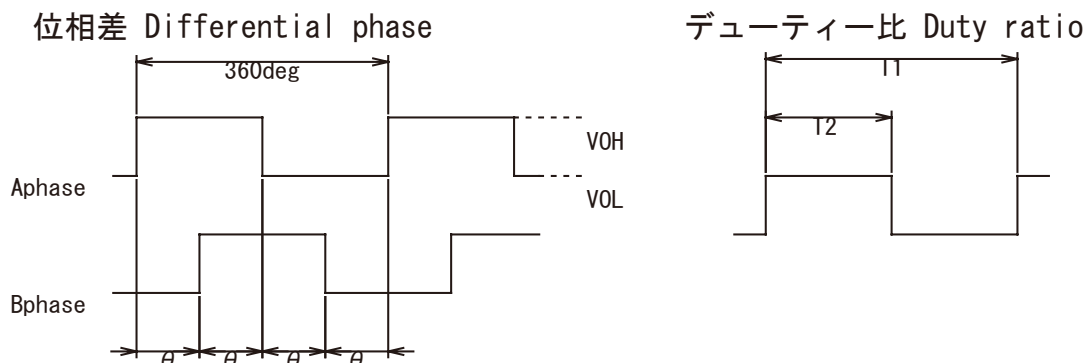 位相差 Differential phase
360deg
Aphase
VOH
VOL
Bphase
θ θ θ θ
デューティー比 Duty ratio
T1
T2